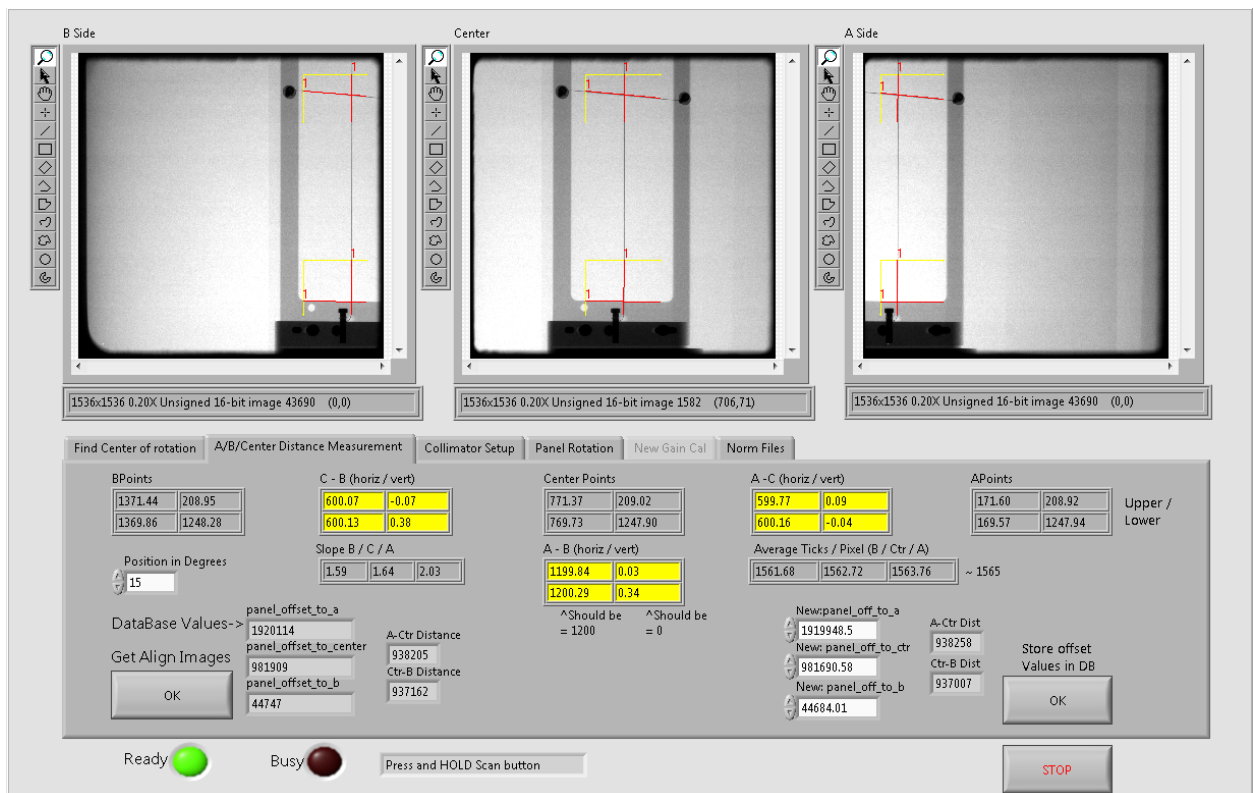 B Side
Center
A Side
1
1
1
1
1
1
1
1
1
1
1
1
1536x1536 0.20X Unsigned 16-bit image 43690 (0,0)
1536x1536 0.20X Unsigned 16-bit image 1582 (706,71)
1536x1536 0.20X Unsigned 16-bit image 43690 (0,0)
Find Center of rotation
A/B/Center Distance Measurement
Collimator Setup
Panel Rotation
New Gain Cal
Norm Files
BPoints
1371.44 208.95
1369.86 1248.28
C - B (horiz / vert)
600.07 -0.07
600.13 0.38
Center Points
771.37 209.02
769.73 1247.90
A -C (horiz / vert)
599.77 0.09
600.16 -0.04
APoints
171.60 208.92
169.57 1247.94
Upper /
Lower
Position in Degrees
15
Slope B / C / A
1.59 1.64 2.03
A - B (horiz / vert)
1199.84 0.03
1200.29 0.34
^Should be
= 1200
^Should be
= 0
Average Ticks / Pixel (B / Ctr / A)
1561.68 1562.72 1563.76 ~ 1565
DataBase Values->
panel_offset_to_a
1920114
panel_offset_to_center
981909
panel_offset_to_b
44747
Get Align Images
OK
A-Ctr Distance
938205
Ctr-B Distance
937162
New:panel_off_to_a
1919948.5
New: panel_off_to_ctr
981690.58
New: panel_off_to_b
44684.01
A-Ctr Dist
938258
Ctr-B Dist
937007
Store offset
Values in DB
OK
Ready
Busy
Press and HOLD Scan button
STOP